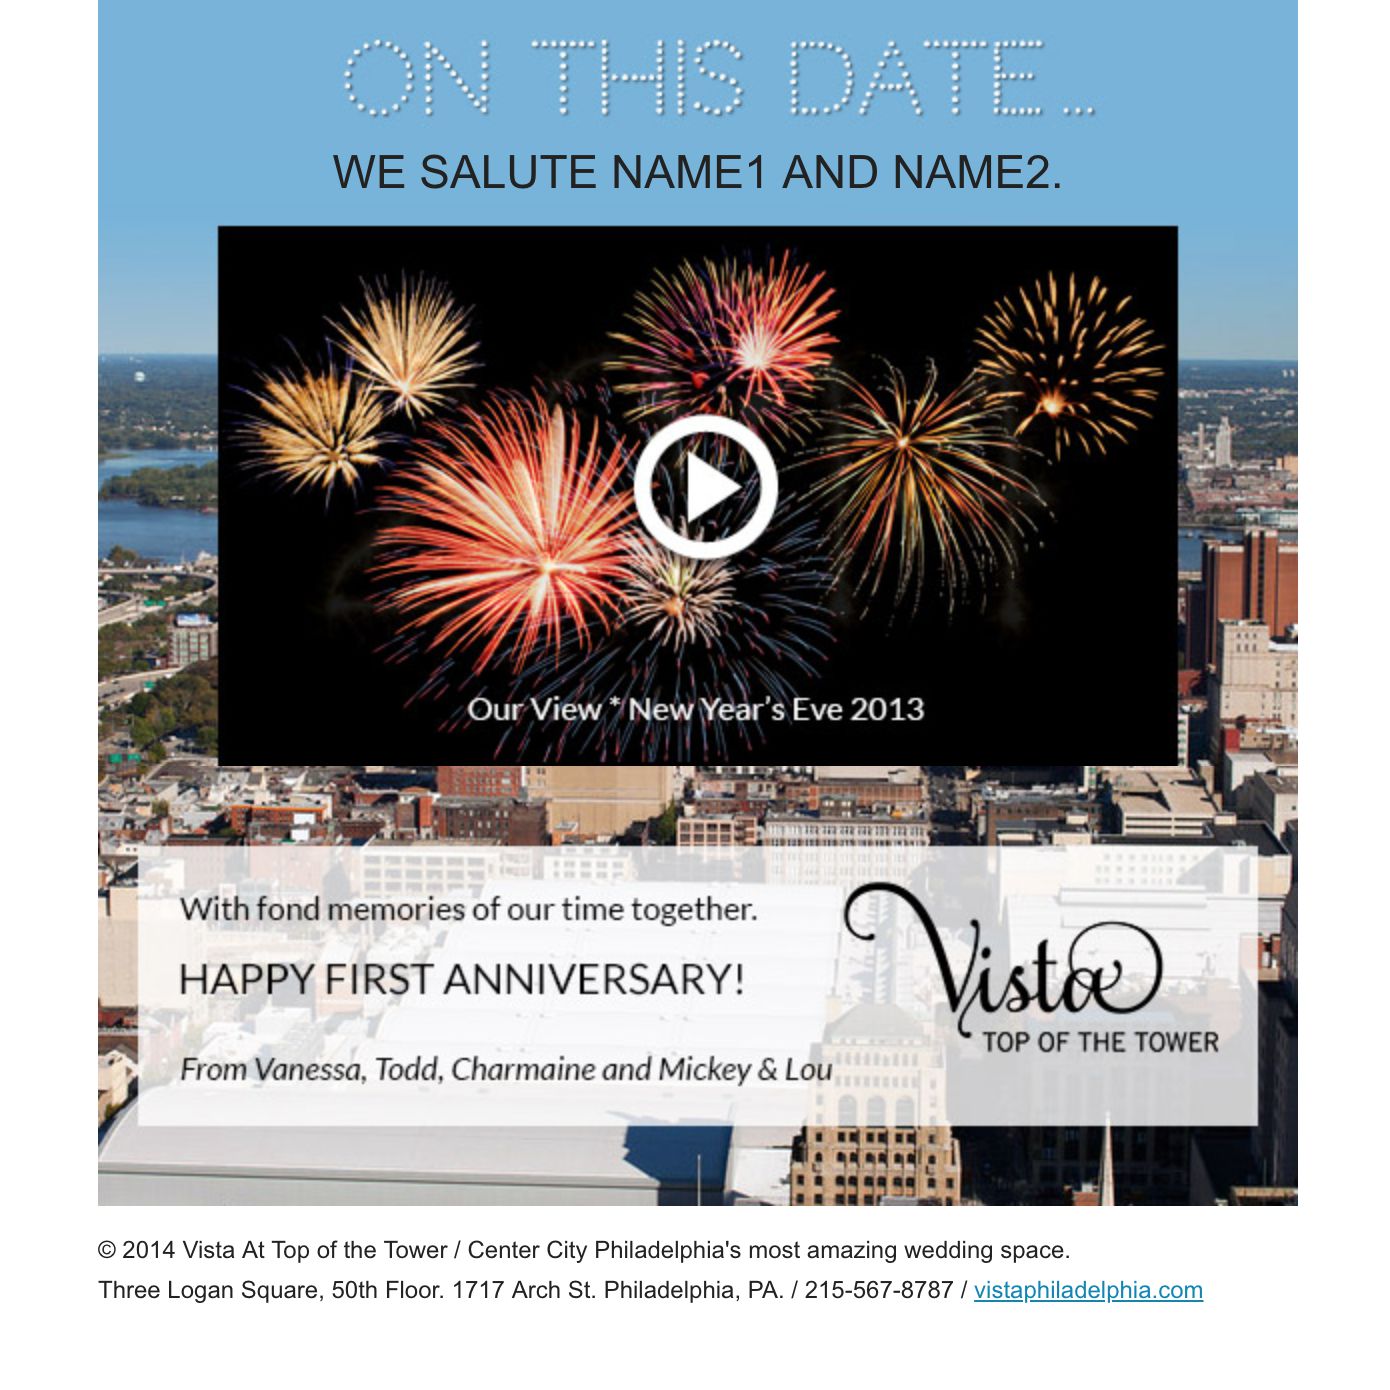 ON THIS DATE...
WE SALUTE NAME1 AND NAME2.
Our View * New Year's Eve 2013
With fond memories of our time together.
HAPPY FIRST ANNIVERSARY!
From Vanessa, Todd, Charmaine and Mickey & Lou
Vista
TOP OF THE TOWER
© 2014 Vista At Top of the Tower / Center City Philadelphia's most amazing wedding space.
Three Logan Square, 50th Floor. 1717 Arch St. Philadelphia, PA. / 215-567-8787 / vistaphiladelphia.com